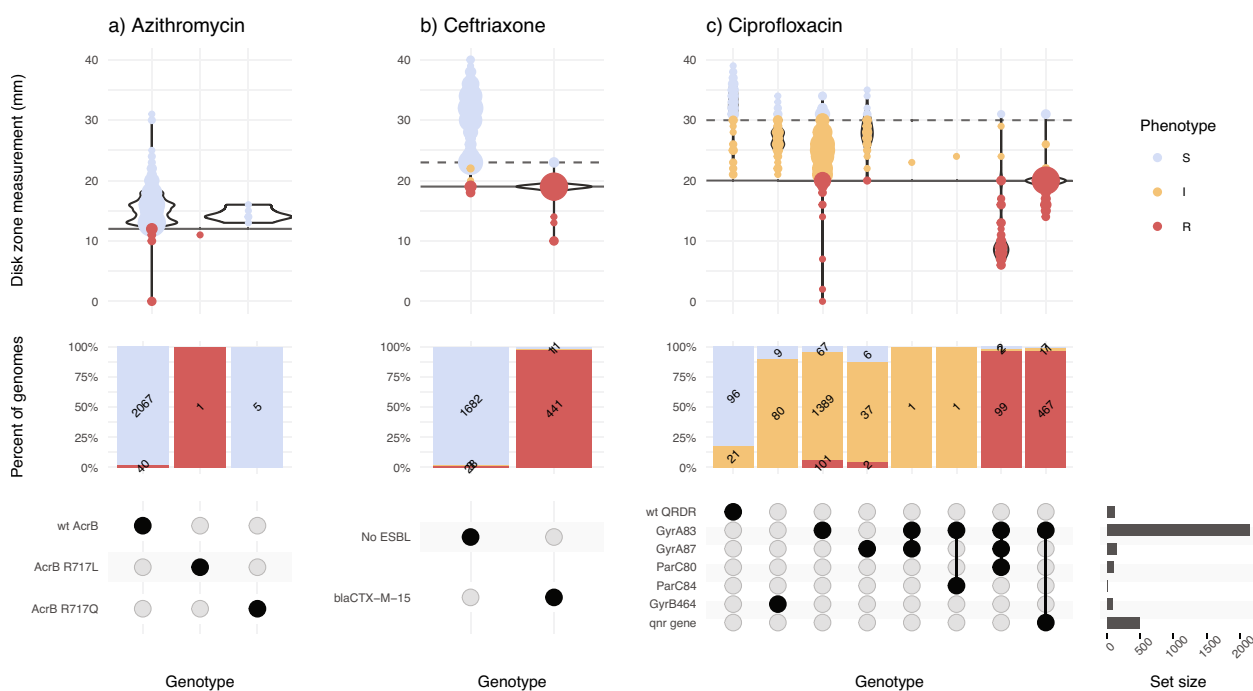 a) Azithromycin
b) Ceftriaxone
c) Ciprofloxacin
Disk zone measurement (mm)
40
30
20
10
0
40
30
20
10
0
40
30
20
10
0
Phenotype
S
I
R
Percent of genomes
100%
75%
50%
25%
0%
2067
40
1
5
100%
75%
50%
25%
0%
1682
441
100%
75%
50%
25%
0%
96
21
9
80
67
1389
101
6
37
2
1
1
99
467
wt AcrB
AcrB R717L
AcrB R717Q
Genotype
No ESBL
blaCTX−M−15
Genotype
wt QRDR
GyrA83
GyrA87
ParC80
ParC84
GyrB464
qnr gene
Genotype
0
500
1000
1500
2000
Set size